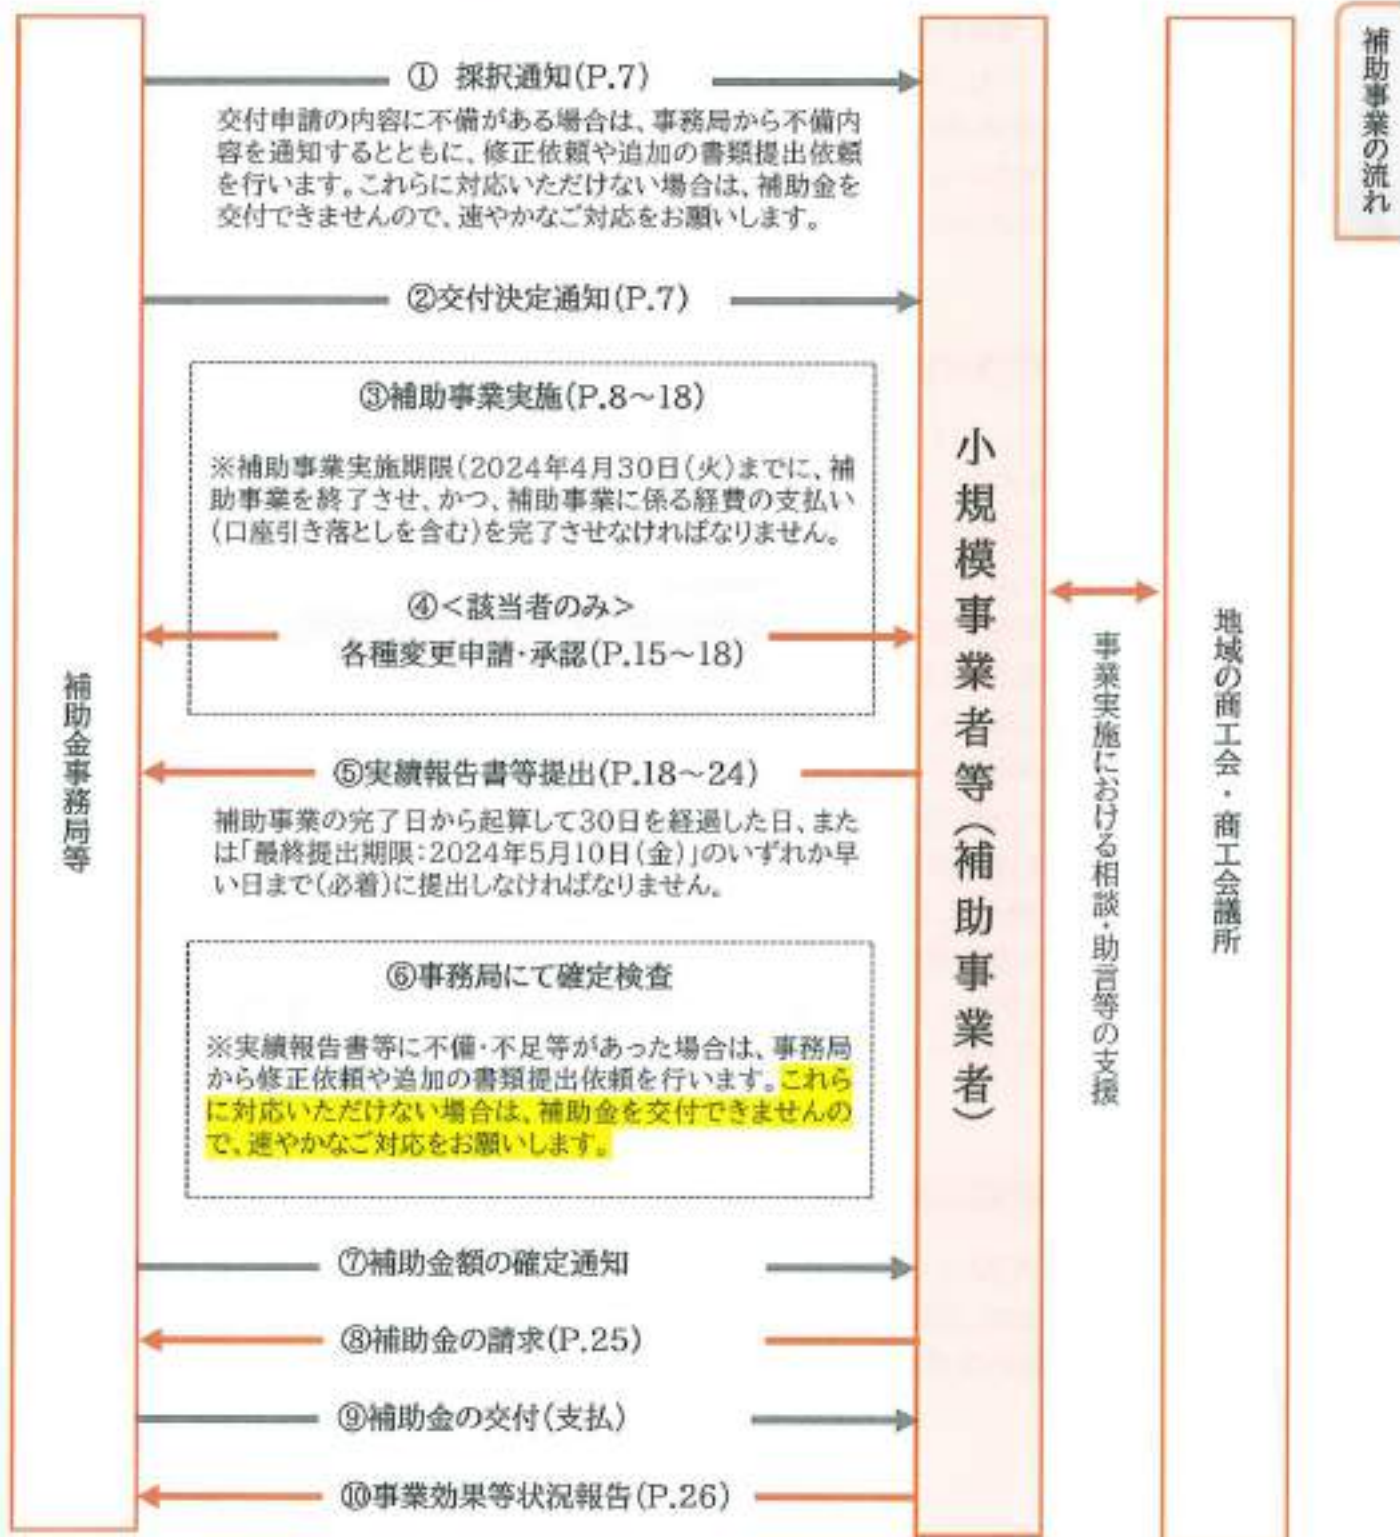 補助事業の流れ
① 採択通知(P.7)
交付申請の内容に不備がある場合は、事務局から不備内
容を通知するとともに、修正依頼や追加の書類提出依頼
を行います。これらに対応いただけない場合は、補助金を
交付できませんので、速やかなご対応をお願いします。
②交付決定通知(P.7)
③補助事業実施(P.8～18)
※補助事業実施期限(2024年4月30日(火)までに、補
助事業を終了させ、かつ、補助事業に係る経費の支払い
(口座引き落としを含む)を完了させなければなりません。
④＜該当者のみ＞
各種変更申請・承認(P.15～18)
⑤実績報告書等提出(P.18～24)
補助事業の完了日から起算して30日を経過した日、また
は「最終提出期限:2024年5月10日(金)」のいずれか早
い日まで(必着)に提出しなければなりません。
⑥事務局にて確定検査
※実績報告書等に不備・不足等があった場合は、事務局
から修正依頼や追加の書類提出依頼を行います。これら
に対応いただけない場合は、補助金を交付できませんの
で、速やかなご対応をお願いします。
⑦補助金額の確定通知
⑧補助金の請求(P.25)
⑨補助金の交付(支払)
⑩事業効果等状況報告(P.26)
補助金事務局等
小規模事業者等(補助事業者)
事業実施における相談・助言等の支援
地域の商工会・商工会議所